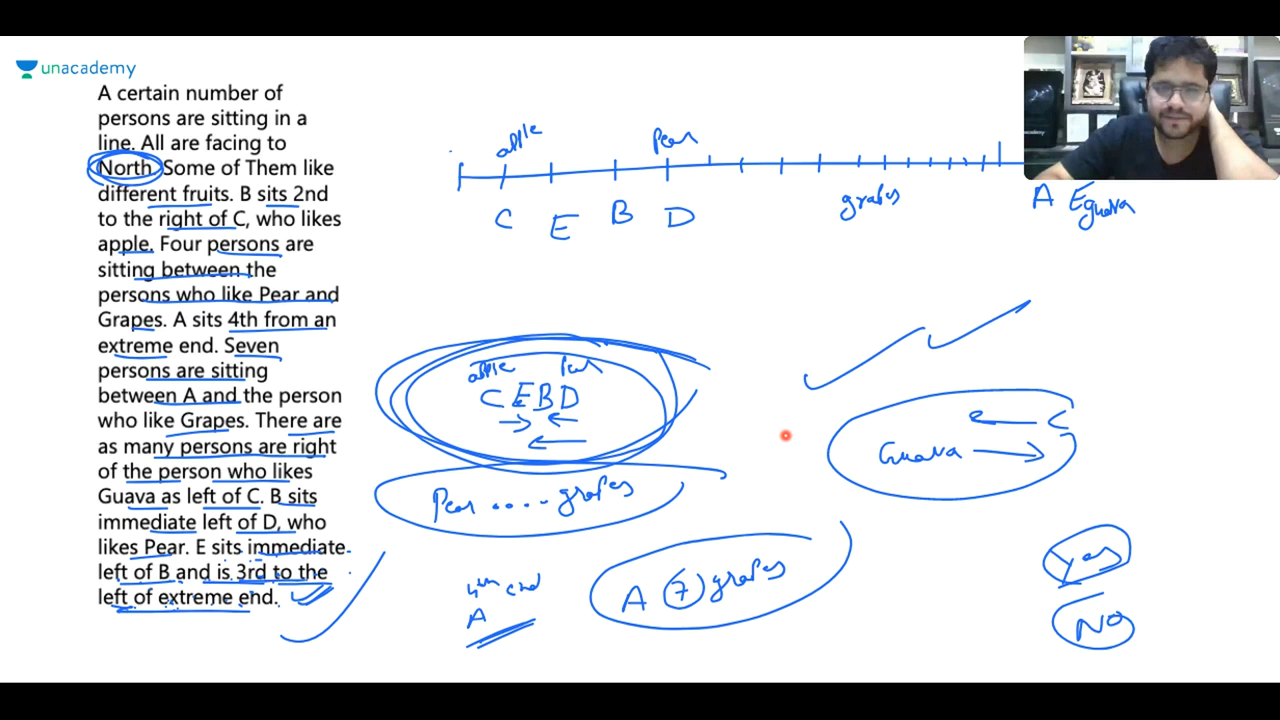 unacademy
A certain number of
persons are sitting in a
line. All are facing to
North. Some of Them like
different fruits. B sits 2nd
to the right of C, who likes
apple. Four persons are
sitting between the
persons who like Pear and
Grapes. A sits 4th from an
extreme end. Seven
persons are sitting
between A and the person
who like Grapes. There are
as many persons are right
of the person who likes
Guava as left of C. B sits
immediate left of D, who
likes Pear. E sits immediate
left of B and is 3rd to the
left of extreme end.
apple Pear
C E B D grapes A E guava
apple Pear
C E B D
Pear .... grapes
4th end
A
A 7 grapes
C
Guava
Yes
No